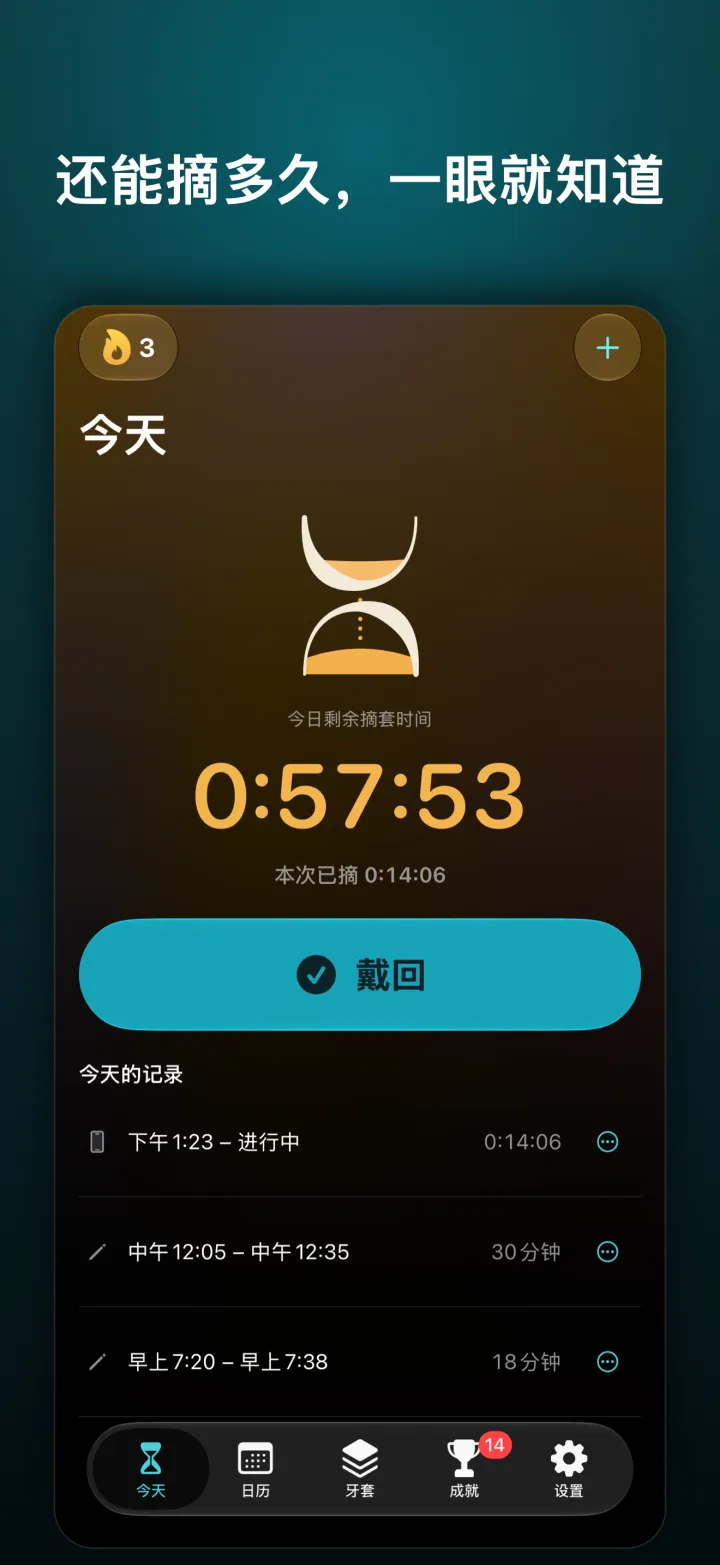 还能摘多久，一眼就知道
3
今天
今日剩余摘套时间
0:57:53
本次已摘 0:14:06
戴回
今天的记录
下午 1:23 – 进行中 0:14:06
中午 12:05 – 中午 12:35 30分钟
早上 7:20 – 早上 7:38 18分钟
14
今天 日历 牙套 成就 设置